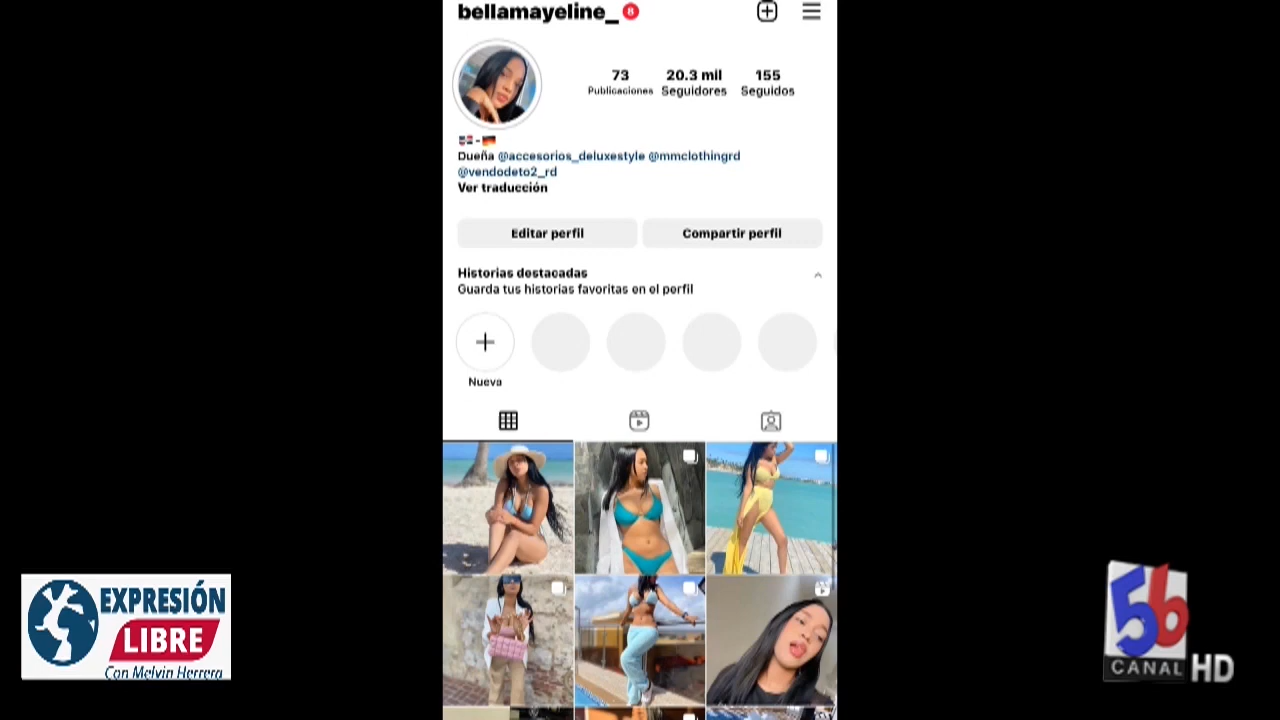 bellamayeline_ 8
73 20.3 mil 155
Publicaciones Seguidores Seguidos
Dueña @accesorios_deluxestyle @mmclothingrd
@vendodeto2_rd
Ver traducción
Editar perfil Compartir perfil
Historias destacadas
Guarda tus historias favoritas en el perfil
Nueva
EXPRESIÓN
LIBRE
Con Melvin Herrera
56
CANAL HD